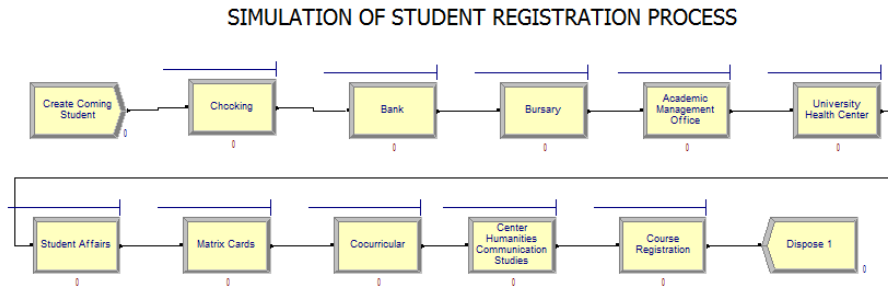 SIMULATION OF STUDENT REGISTRATION PROCESS
Create Coming
Student
0
Chocking
0
Bank
0
Bursary
0
Academic
Management
Office
0
University
Health Center
0
Student Affairs
0
Matrix Cards
0
Cocurricular
0
Center
Humanities
Communication
Studies
0
Course
Registration
0
Dispose 1
0